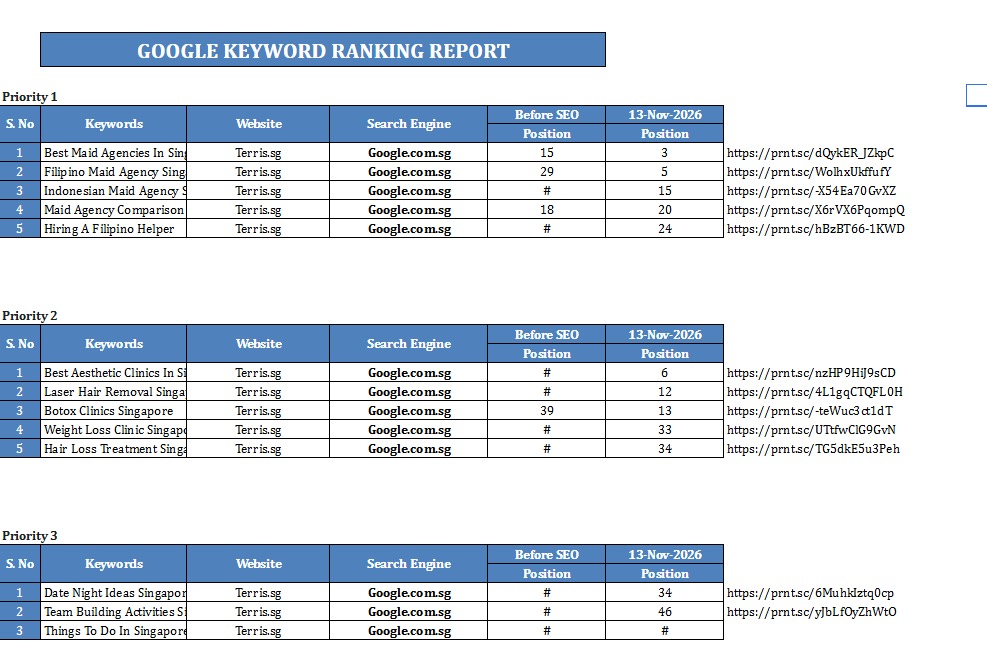 GOOGLE KEYWORD RANKING REPORT
Priority 1
S. No Keywords Website Search Engine Before SEO 13-Nov-2026
Position Position
1 Best Maid Agencies In Sing Terris.sg Google.com.sg 15 3 https://prnt.sc/dQykER_JZkpC
2 Filipino Maid Agency Sing Terris.sg Google.com.sg 29 5 https://prnt.sc/WolhxUkffufY
3 Indonesian Maid Agency S Terris.sg Google.com.sg # 15 https://prnt.sc/-X54Ea70GvXZ
4 Maid Agency Comparison Terris.sg Google.com.sg 18 20 https://prnt.sc/X6rVX6PqompQ
5 Hiring A Filipino Helper Terris.sg Google.com.sg # 24 https://prnt.sc/hBzBT66-1KWD
Priority 2
S. No Keywords Website Search Engine Before SEO 13-Nov-2026
Position Position
1 Best Aesthetic Clinics In Si Terris.sg Google.com.sg # 6 https://prnt.sc/nzHP9HiJ9sCD
2 Laser Hair Removal Singa Terris.sg Google.com.sg # 12 https://prnt.sc/4L1gqCTQFL0H
3 Botox Clinics Singapore Terris.sg Google.com.sg 39 13 https://prnt.sc/-teWuc3ct1dT
4 Weight Loss Clinic Singapo Terris.sg Google.com.sg # 33 https://prnt.sc/UTtfwClG9GvN
5 Hair Loss Treatment Singa Terris.sg Google.com.sg # 34 https://prnt.sc/TG5dkE5u3Peh
Priority 3
S. No Keywords Website Search Engine Before SEO 13-Nov-2026
Position Position
1 Date Night Ideas Singapor Terris.sg Google.com.sg # 34 https://prnt.sc/6MuhkIztq0cp
2 Team Building Activities Si Terris.sg Google.com.sg # 46 https://prnt.sc/yJbLfOyZhWtO
3 Things To Do In Singapore Terris.sg Google.com.sg # #